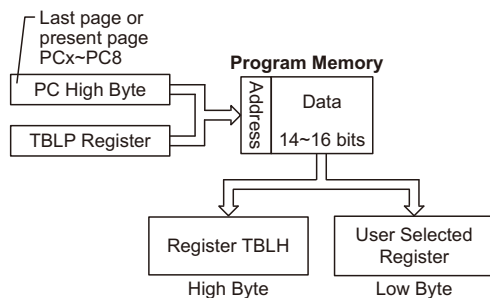 Last page or
present page
PCx~PC8
PC High Byte
TBLP Register
Program Memory
Address
Data
14~16 bits
Register TBLH
High Byte
User Selected
Register
Low Byte